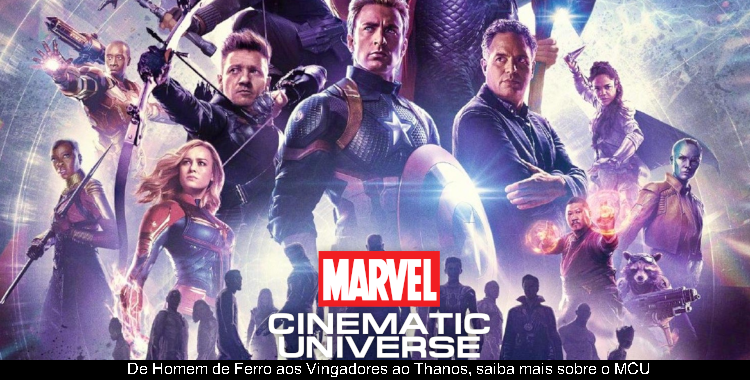 MARVEL
CINEMATIC
UNIVERSE
De Homem de Ferro aos Vingadores ao Thanos, saiba mais sobre o MCU